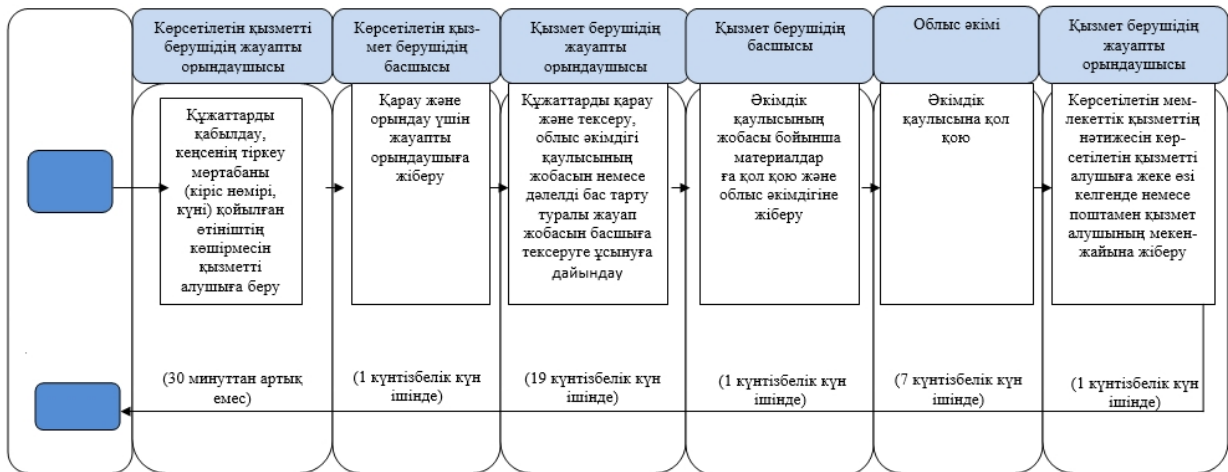 Көрсетілетін қызметті
берушідің жауапты
орындаушысы
Көрсетілетін қыз-
мет берушідің
басшысы
Қызмет берушідің
жауапты
орындаушысы
Қызмет берушідің
басшысы
Облыс әкімі
Қызмет берушідің
жауапты
орындаушысы
Құжаттарды
қабылдау,
кеңсенің тіркеу
мөртабаны
(кіріс нөмірі,
күні) қойылған
өтініштің
көшірмесін
қызметті
алушыға беру
Қарау және
орындау үшін
жауапты
орындаушыға
жіберу
Құжаттарды қарау
және тексеру,
облыс әкімдігі
қаулысының
жобасын немесе
дәлелді бас тарту
туралы жауап
жобасын басшыға
тексеруге ұсынуға
дайындау
Әкімдік
қаулысының
жобасы бойынша
материалдар
ға қол қою және
облыс әкімдігіне
жіберу
Әкімдік
қаулысына қол
қою
Көрсетілетін мем-
лекеттік қызметтің
нәтижесін көр-
сетілетін қызметті
алушыға жеке өзі
келгенде немесе
поштамен қызмет
алушының мекен-
жайына жіберу
(30 минуттан артық
емес)
(1 күнтізбелік күн
ішінде)
(19 күнтізбелік күн
ішінде)
(1 күнтізбелік күн
ішінде)
(7 күнтізбелік күн
ішінде)
(1 күнтізбелік күн
ішінде)